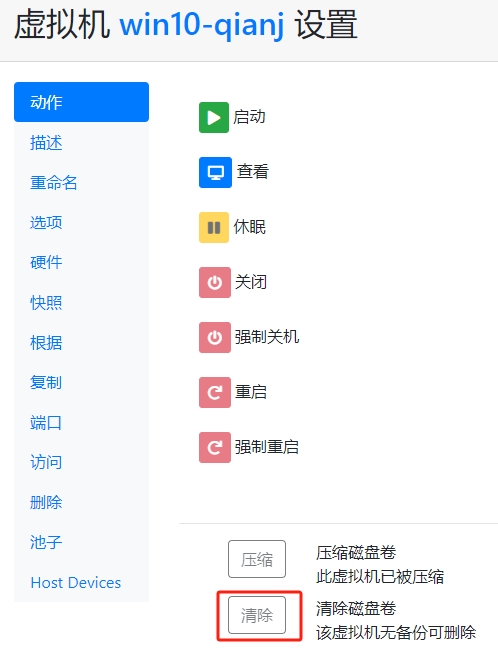 虚拟机 win10-qianj 设置
动作
描述
重命名
选项
硬件
快照
根据
复制
端口
访问
删除
池子
Host Devices
启动
查看
休眠
关闭
强制关机
重启
强制重启
压缩
压缩磁盘卷
此虚拟机已被压缩
清除
清除磁盘卷
该虚拟机无备份可删除